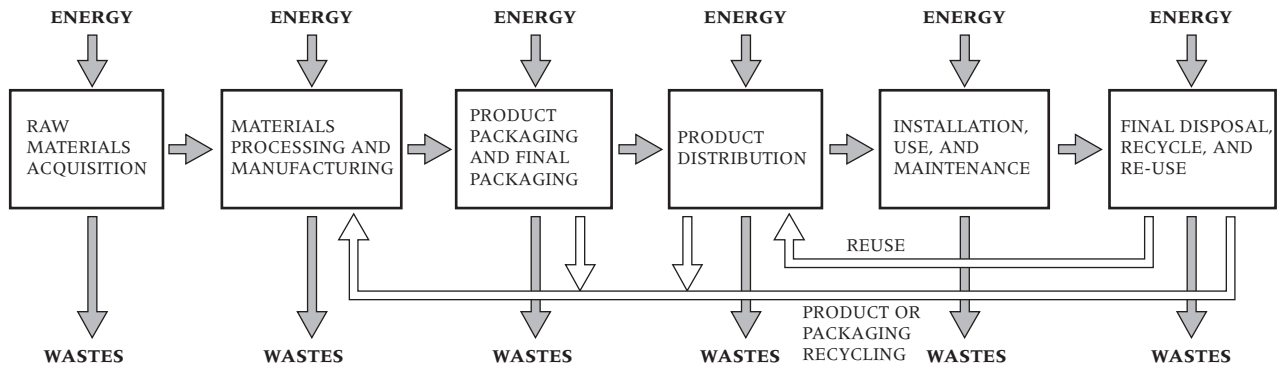 ENERGY
ENERGY
ENERGY
ENERGY
ENERGY
ENERGY
RAW
MATERIALS
ACQUISITION
MATERIALS
PROCESSING AND
MANUFACTURING
PRODUCT
PACKAGING
AND FINAL
PACKAGING
PRODUCT
DISTRIBUTION
INSTALLATION,
USE, AND
MAINTENANCE
FINAL DISPOSAL,
RECYCLE, AND
RE-USE
REUSE
PRODUCT OR
PACKAGING
RECYCLING
WASTES
WASTES
WASTES
WASTES
WASTES
WASTES